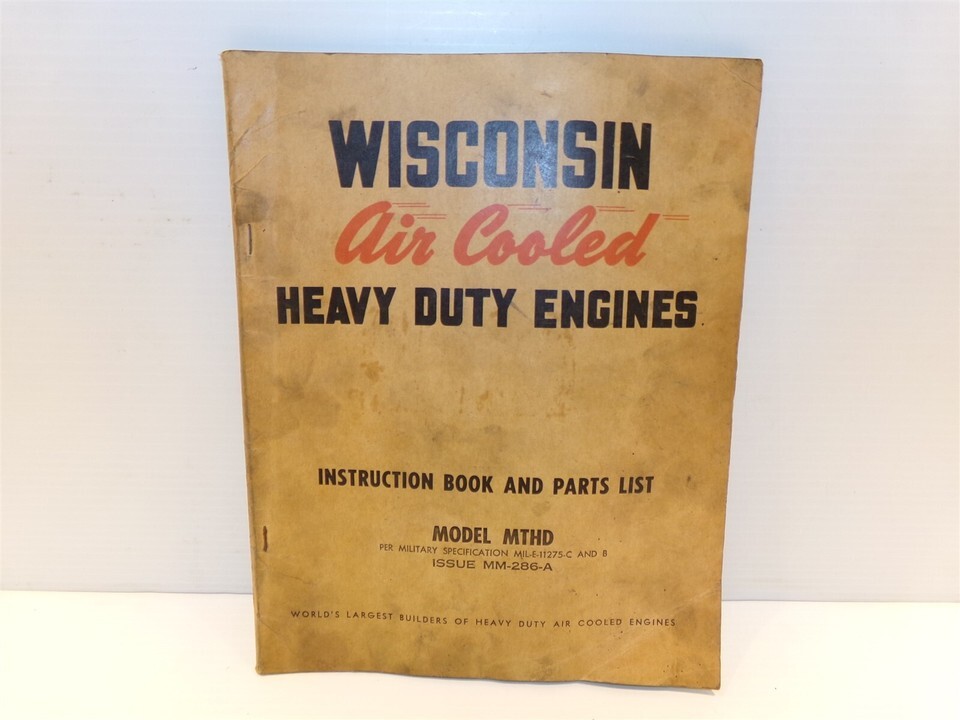 WISCONSIN
Air Cooled
HEAVY DUTY ENGINES
INSTRUCTION BOOK AND PARTS LIST
MODEL MTHD
PER MILITARY SPECIFICATION MIL-E-11275-C AND B
ISSUE MM-286-A
WORLD'S LARGEST BUILDERS OF HEAVY DUTY AIR COOLED ENGINES